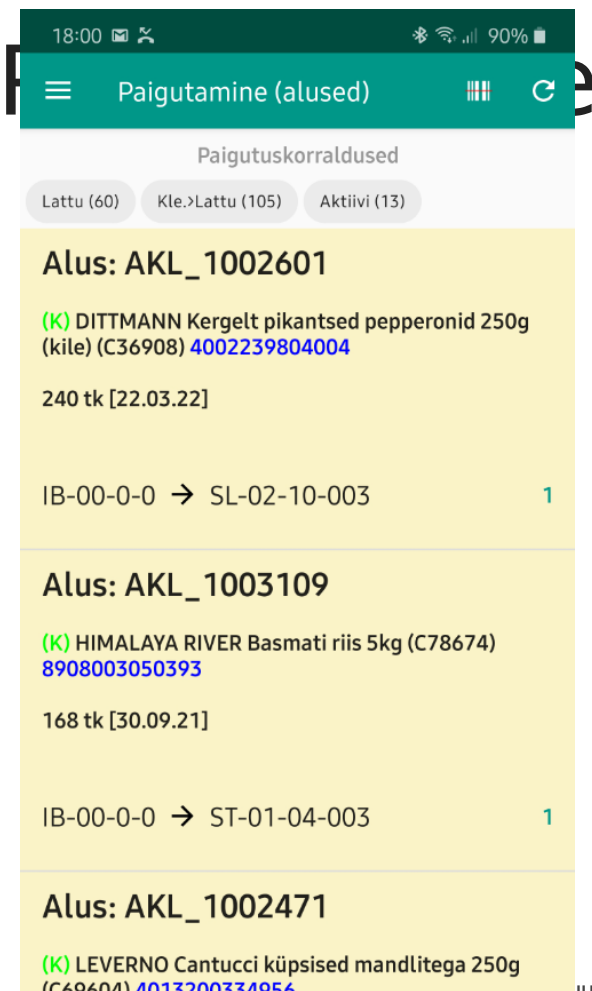 18:00 90%
Paigutamine (alused)
Paigutuskorraldused
Lattu (60) Kle.>Lattu (105) Aktiivi (13)
Alus: AKL_1002601
(K) DITTMANN Kergelt pikantsed pepperonid 250g
(kile) (C36908) 4002239804004
240 tk [22.03.22]
IB-00-0-0 → SL-02-10-003 1
Alus: AKL_1003109
(K) HIMALAYA RIVER Basmati riis 5kg (C78674)
8908003050393
168 tk [30.09.21]
IB-00-0-0 → ST-01-04-003 1
Alus: AKL_1002471
(K) LEVERNO Cantucci küpsised mandlitega 250g
(C69604) 4013200334956